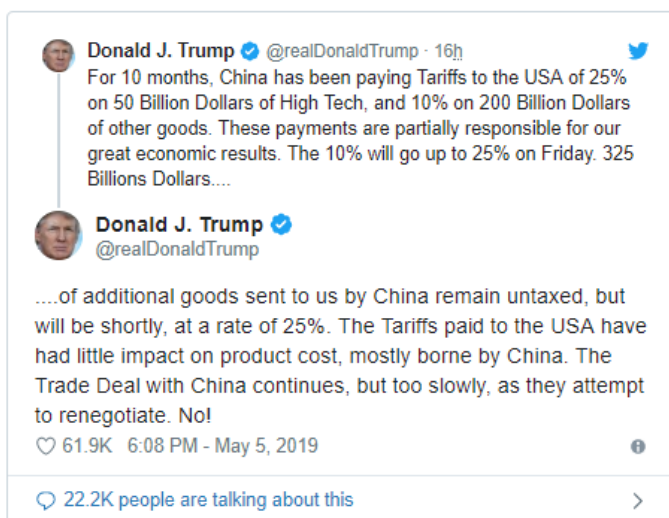 Donald J. Trump @realDonaldTrump · 16h
For 10 months, China has been paying Tariffs to the USA of 25%
on 50 Billion Dollars of High Tech, and 10% on 200 Billion Dollars
of other goods. These payments are partially responsible for our
great economic results. The 10% will go up to 25% on Friday. 325
Billions Dollars....
Donald J. Trump
@realDonaldTrump
....of additional goods sent to us by China remain untaxed, but
will be shortly, at a rate of 25%. The Tariffs paid to the USA have
had little impact on product cost, mostly borne by China. The
Trade Deal with China continues, but too slowly, as they attempt
to renegotiate. No!
61.9K 6:08 PM - May 5, 2019
22.2K people are talking about this